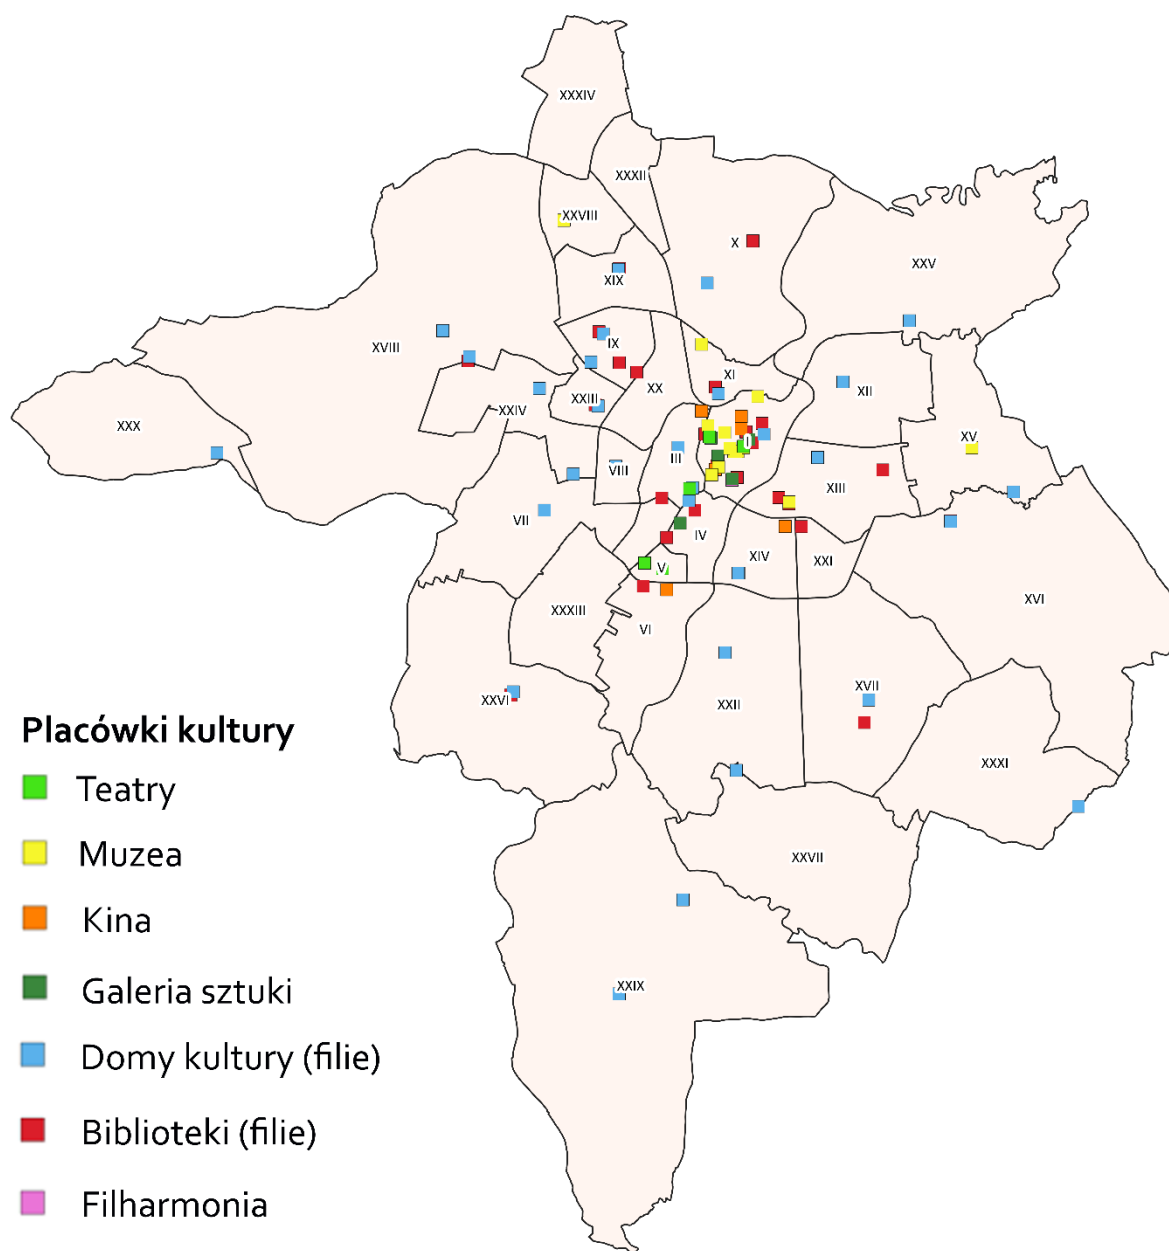 XXXIV
XXXII
XXVIII
X
XXV
XIX
XVIII
IX
XI
XX
XII
XXX
XXIV
XXIII
I
XV
III
VIII
XIII
VII
IV
XIV
XXI
V
XVI
XXXIII
VI
XVII
XXVI
XXII
XXXI
XXVII
XXIX
Placówki kultury
Teatry
Muzea
Kina
Galeria sztuki
Domy kultury (filie)
Biblioteki (filie)
Filharmonia